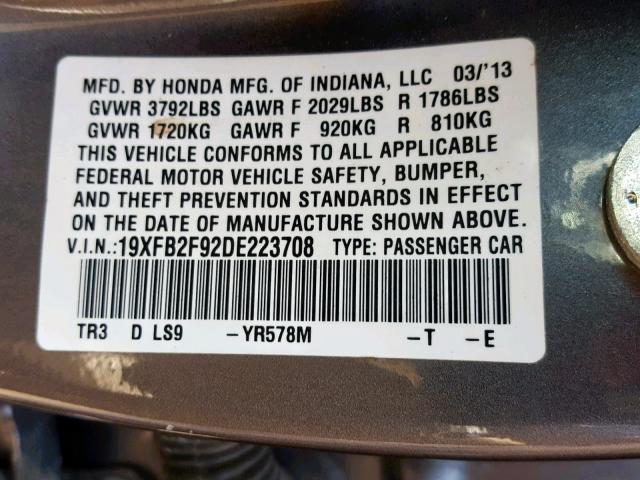 MFD. BY HONDA MFG. OF INDIANA, LLC 03/'13
GVWR 3792LBS GAWR F 2029LBS R 1786LBS
GVWR 1720KG GAWR F 920KG R 810KG
THIS VEHICLE CONFORMS TO ALL APPLICABLE
FEDERAL MOTOR VEHICLE SAFETY, BUMPER,
AND THEFT PREVENTION STANDARDS IN EFFECT
ON THE DATE OF MANUFACTURE SHOWN ABOVE.
V.I.N.:19XFB2F92DE223708 TYPE: PASSENGER CAR
TR3 D LS9 –YR578M –T –E